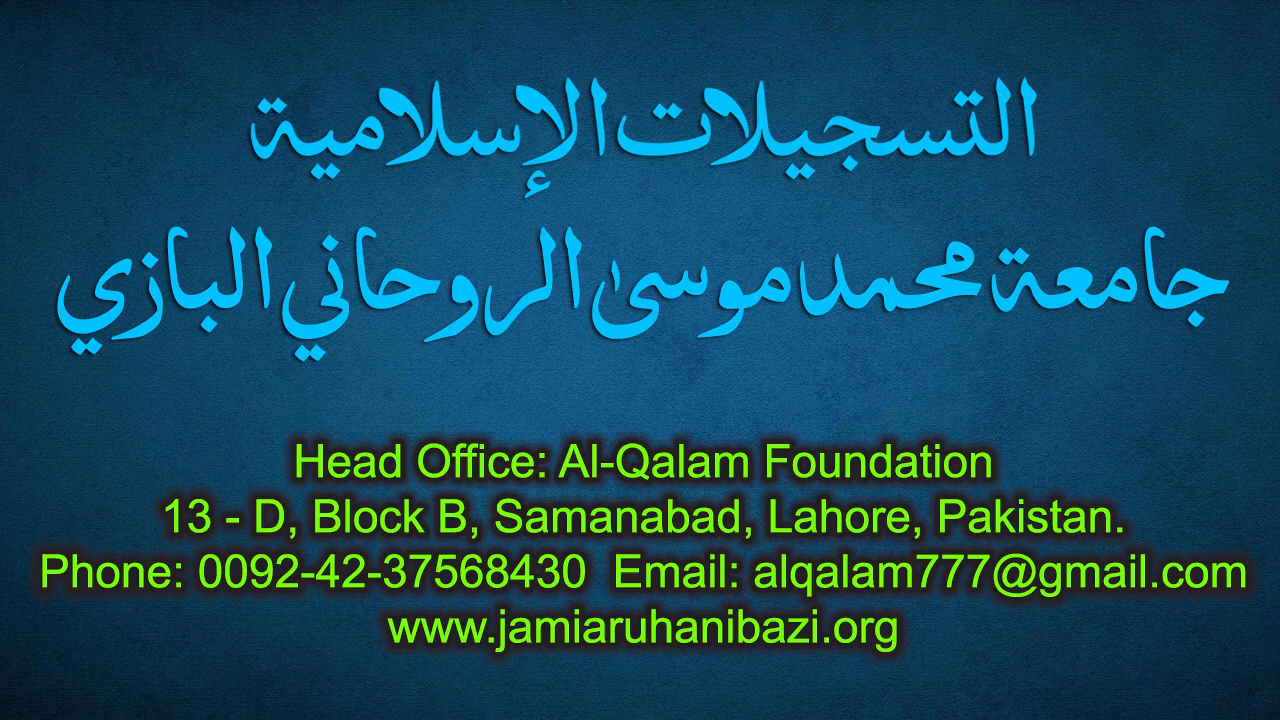 التسجيلات الإسلامية
جامعة محمد موسىٰ الروحاني البازي
Head Office: Al-Qalam Foundation
13 - D, Block B, Samanabad, Lahore, Pakistan.
Phone: 0092-42-37568430 Email: alqalam777@gmail.com
www.jamiaruhanibazi.org